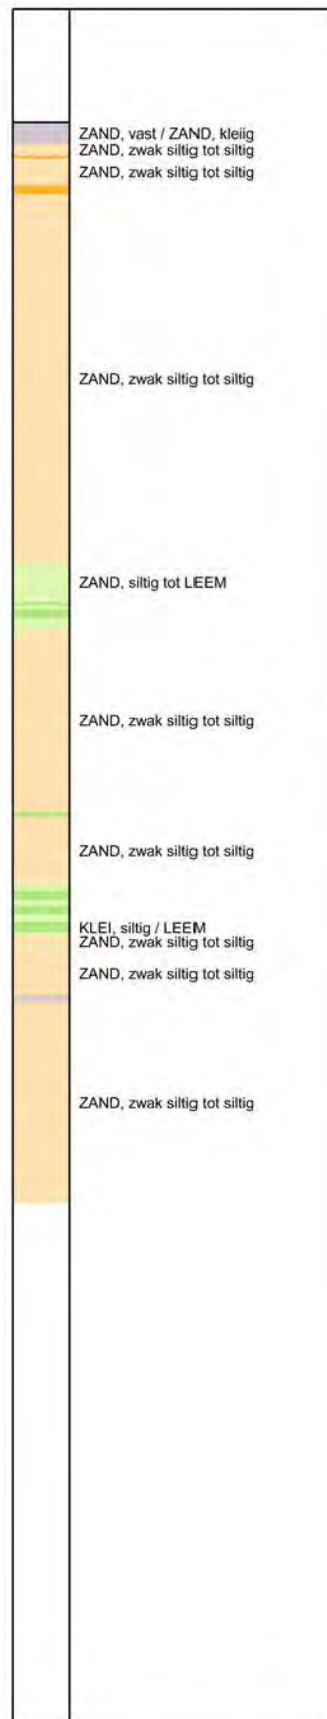 ZAND, vast / ZAND, kleiig
ZAND, zwak siltig tot siltig
ZAND, zwak siltig tot siltig
ZAND, zwak siltig tot siltig
ZAND, siltig tot LEEM
ZAND, zwak siltig tot siltig
ZAND, zwak siltig tot siltig
KLEI, siltig / LEEM
ZAND, zwak siltig tot siltig
ZAND, zwak siltig tot siltig
ZAND, zwak siltig tot siltig